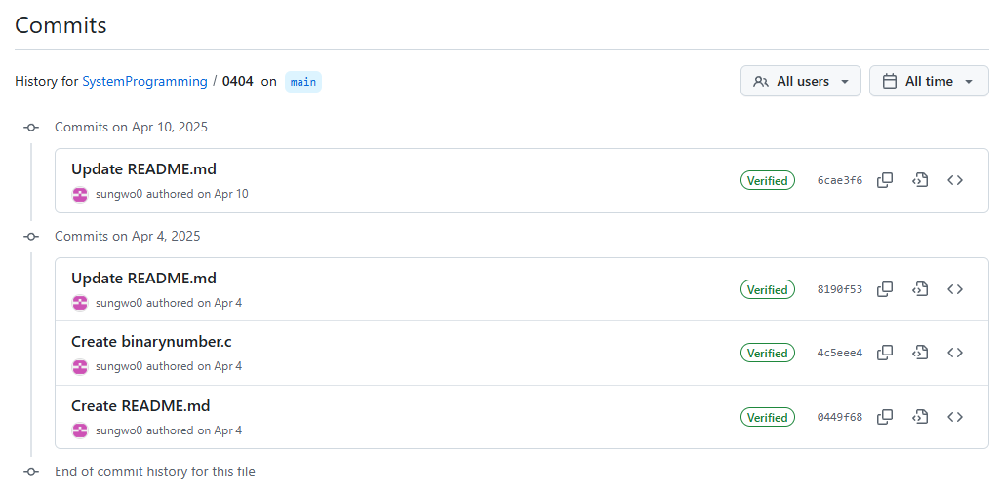 Commits
History for SystemProgramming / 0404 on main All users All time
Commits on Apr 10, 2025
Update README.md
sungwo0 authored on Apr 10
Verified 6cae3f6
Commits on Apr 4, 2025
Update README.md
sungwo0 authored on Apr 4
Verified 8190f53
Create binarynumber.c
sungwo0 authored on Apr 4
Verified 4c5eee4
Create README.md
sungwo0 authored on Apr 4
Verified 0449f68
End of commit history for this file